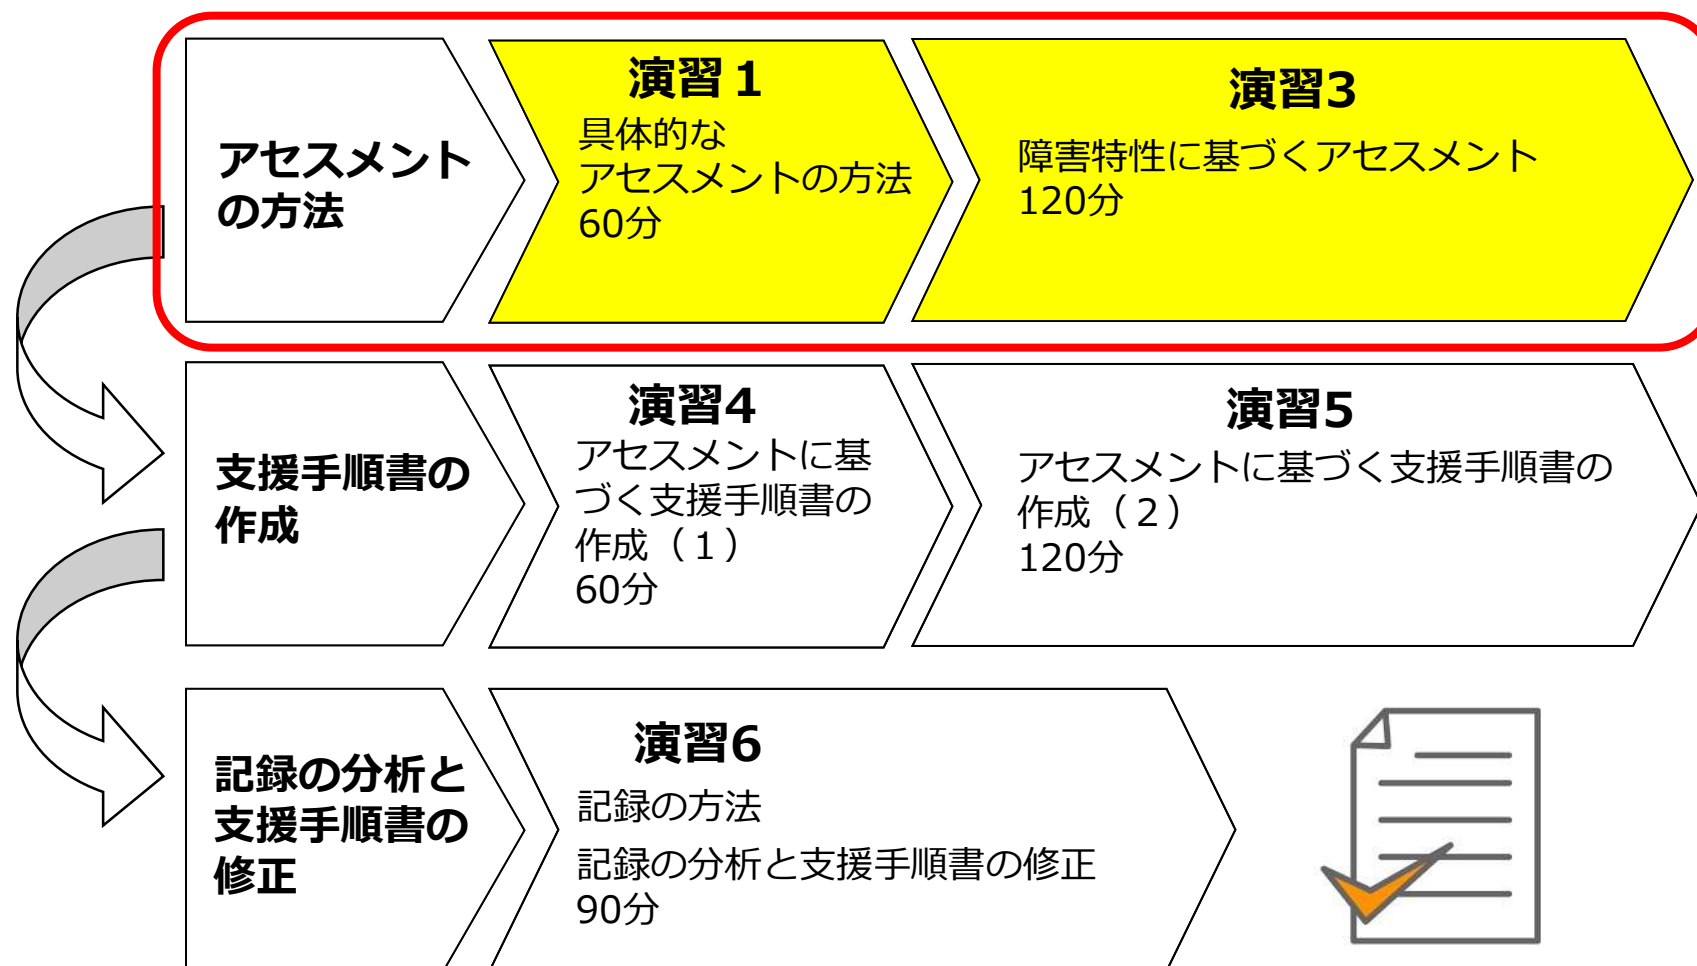 アセスメント
の方法
演習１
具体的な
アセスメントの方法
60分
演習3
障害特性に基づくアセスメント
120分
支援手順書の
作成
演習4
アセスメントに基
づく支援手順書の
作成（１）
60分
演習5
アセスメントに基づく支援手順書の
作成（２）
120分
記録の分析と
支援手順書の
修正
演習6
記録の方法
記録の分析と支援手順書の修正
90分